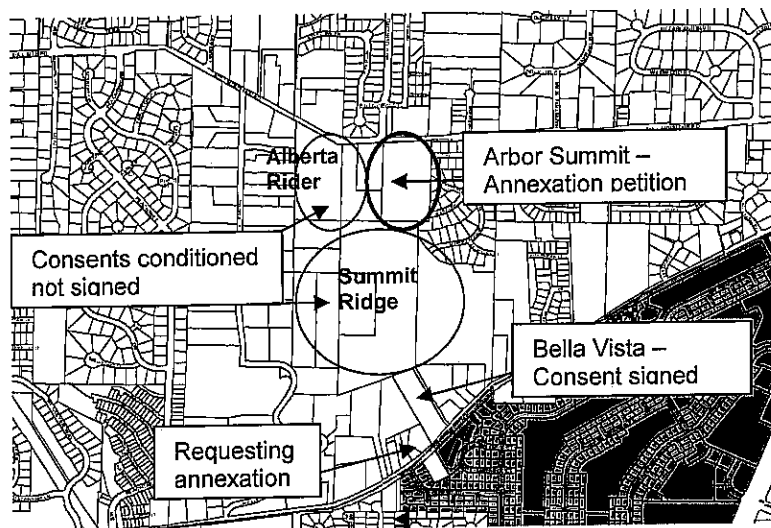 Alberta
Rider
Arbor Summit –
Annexation petition
Consents conditioned
not signed
Summit
Ridge
Bella Vista –
Consent signed
Requesting
annexation